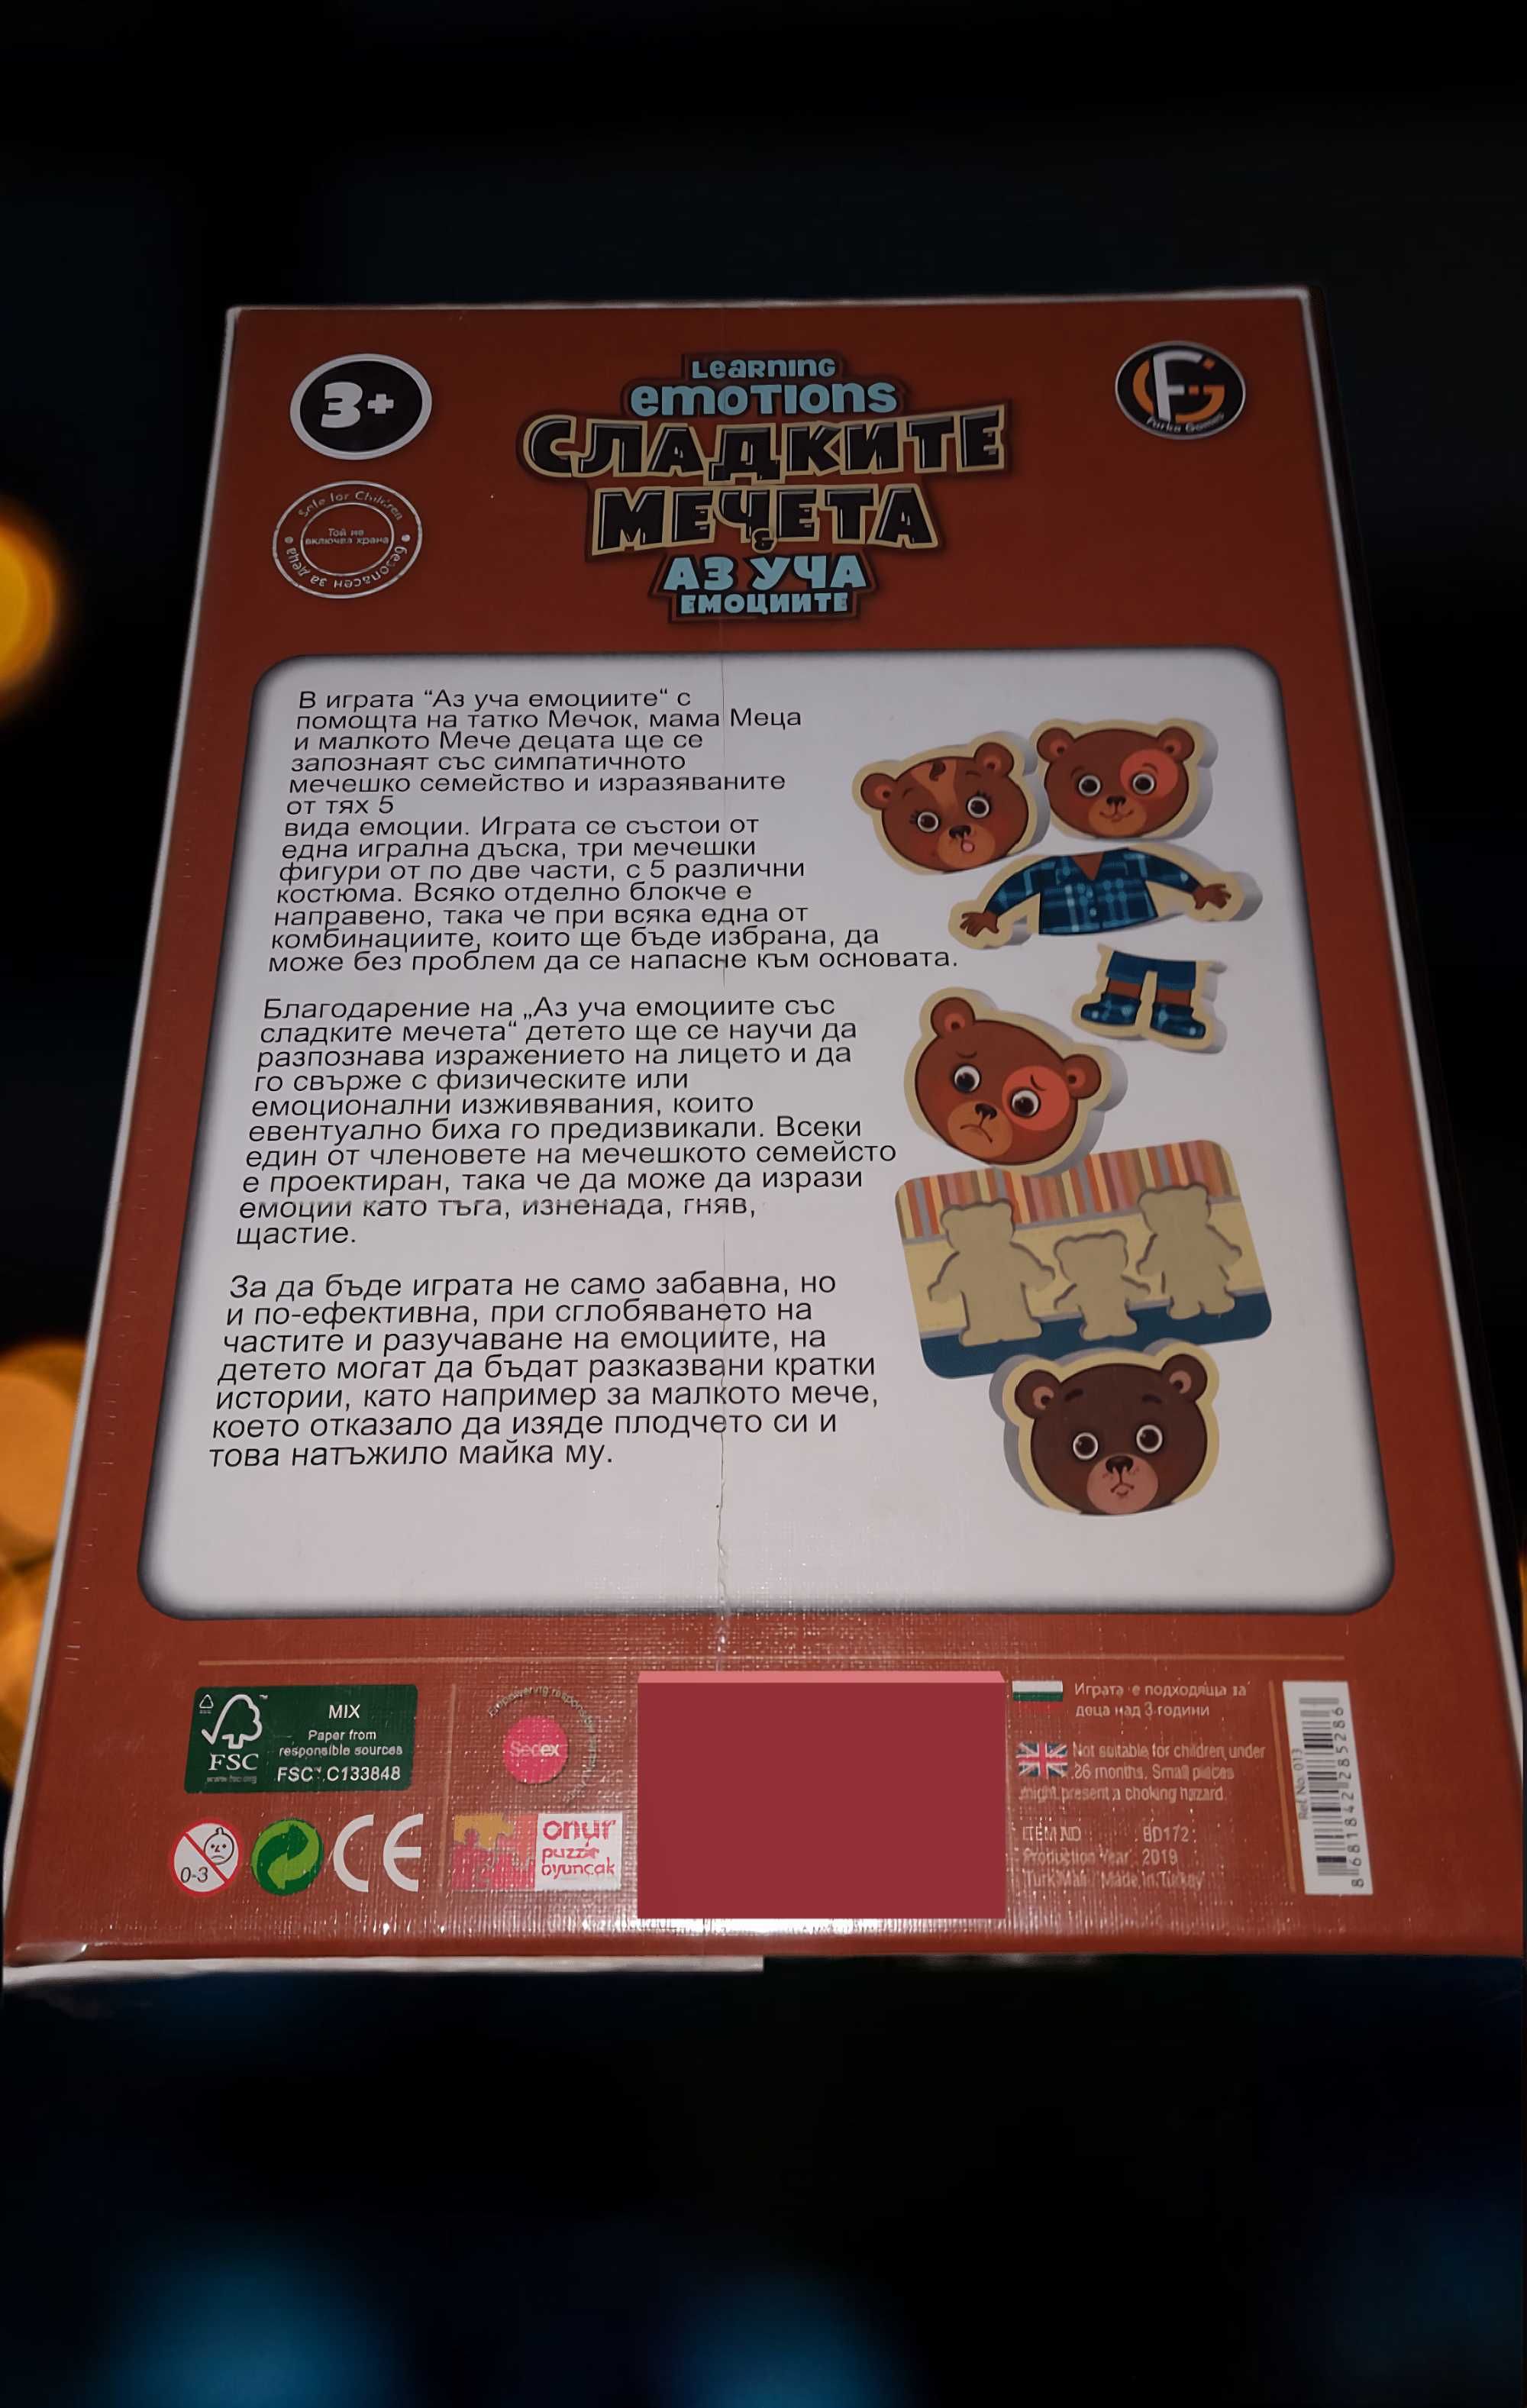 3+
Learning
emotions
СЛАДКИТЕ
МЕЧЕТА
&
АЗ УЧА
ЕМОЦИИТЕ
Safe for Children
Той не
включва храна
безопасен за деца
В играта “Аз уча емоциите“ с
помощта на татко Мечок, мама Меца
и малкото Мече децата ще се
запознаят със симпатичното
мечешко семейство и изразяваните
от тях 5
вида емоции. Играта се състои от
една игрална дъска, три мечешки
фигури от по две части, с 5 различни
костюма. Всяко отделно блокче е
направено, така че при всяка една от
комбинациите, които ще бъде избрана, да
може без проблем да се напасне към основата.
Благодарение на „Аз уча емоциите със
сладките мечета“ детето ще се научи да
разпознава изражението на лицето и да
го свърже с физическите или
емоционални изживявания, които
евентуално биха го предизвикали. Всеки
един от членовете на мечешкото семейсто
е проектиран, така че да може да изрази
емоции като тъга, изненада, гняв,
щастие.
За да бъде играта не само забавна, но
и по-ефективна, при сглобяването на
частите и разучаване на емоциите, на
детето могат да бъдат разказвани кратки
истории, като например за малкото мече,
което отказало да изяде плодчето си и
това натъжило майка му.
FSC
www.fsc.org
MIX
Paper from
responsible sources
FSC™ C133848
Empowering responsible
Sedex
0-3
CE
onur
puzzle
oyuncak
Играта е подходяща за
деца над 3 години
Not suitable for children under
36 months. Small pieces
might present a choking hazard.
ITEM NO : BD172
Production Year : 2019
Türk Malı / Made in Turkey
Ref. No: 013
8681842285286